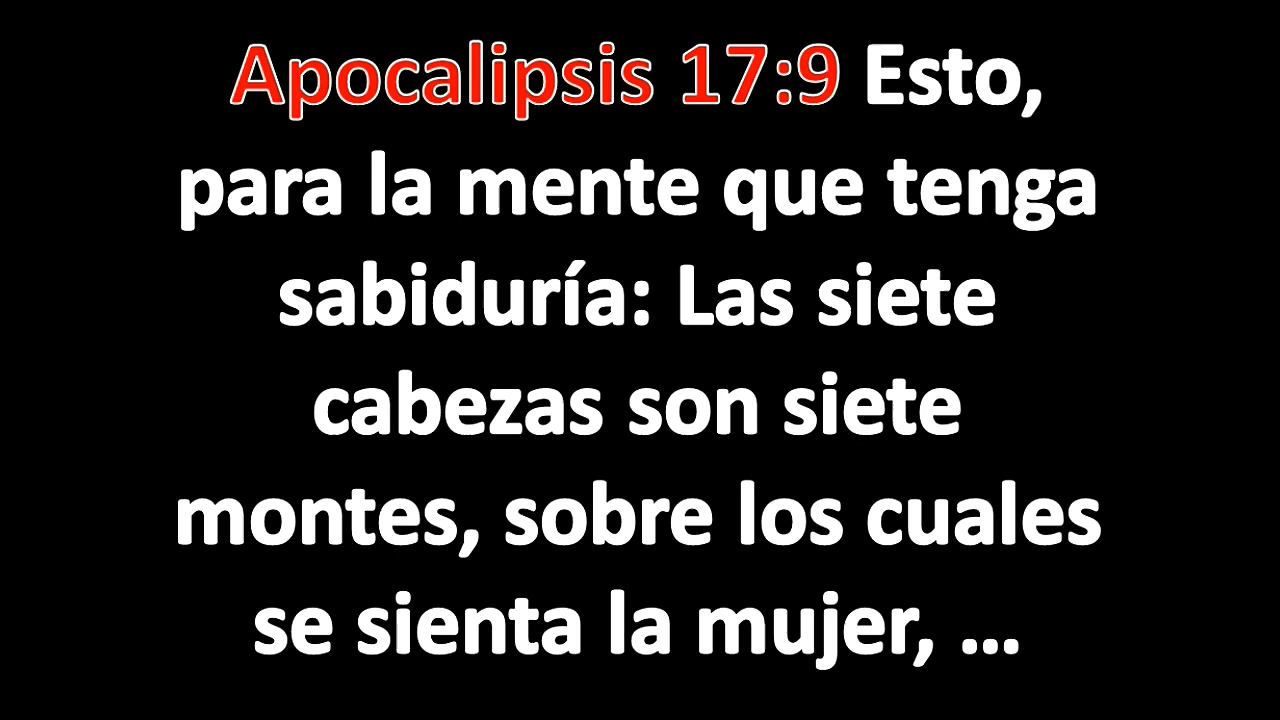 Apocalipsis 17:9 Esto,
para la mente que tenga
sabiduría: Las siete
cabezas son siete
montes, sobre los cuales
se sienta la mujer, ...